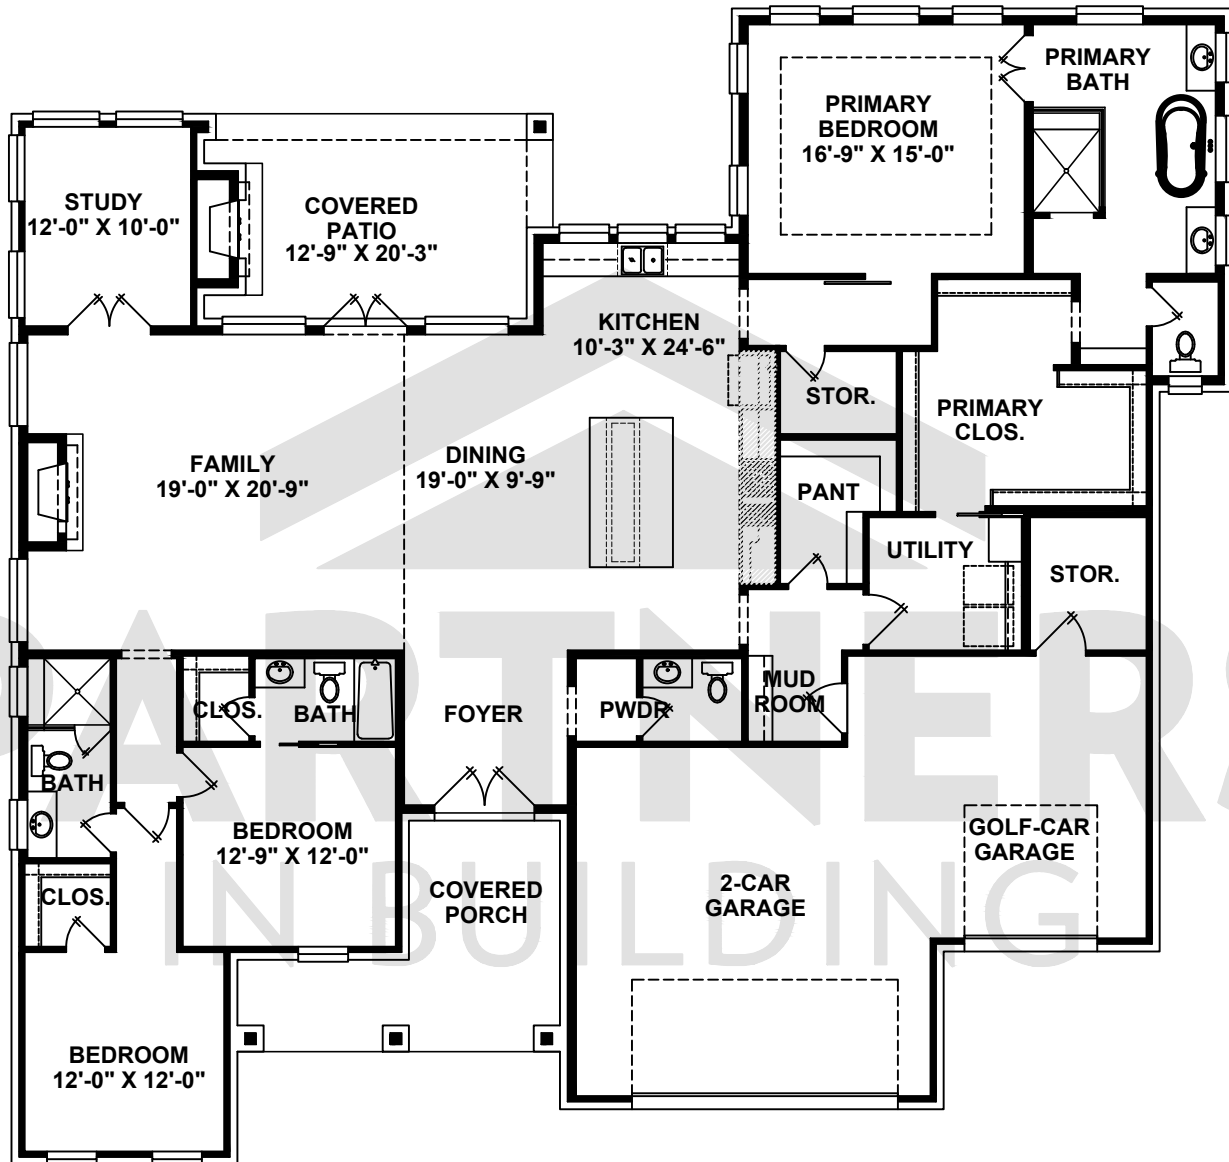 PRIMARY
BATH
PRIMARY
BEDROOM
16'-9" X 15'-0"
STUDY
12'-0" X 10'-0"
COVERED
PATIO
12'-9" X 20'-3"
KITCHEN
10'-3" X 24'-6"
STOR.
PRIMARY
CLOS.
FAMILY
19'-0" X 20'-9"
DINING
19'-0" X 9'-9"
PANT
UTILITY
STOR.
CLOS.
BATH
FOYER
PWDR
MUD
ROOM
BATH
BEDROOM
12'-9" X 12'-0"
GOLF-CAR
GARAGE
2-CAR
GARAGE
COVERED
PORCH
CLOS.
BEDROOM
12'-0" X 12'-0"
PARTNERS
IN BUILDING